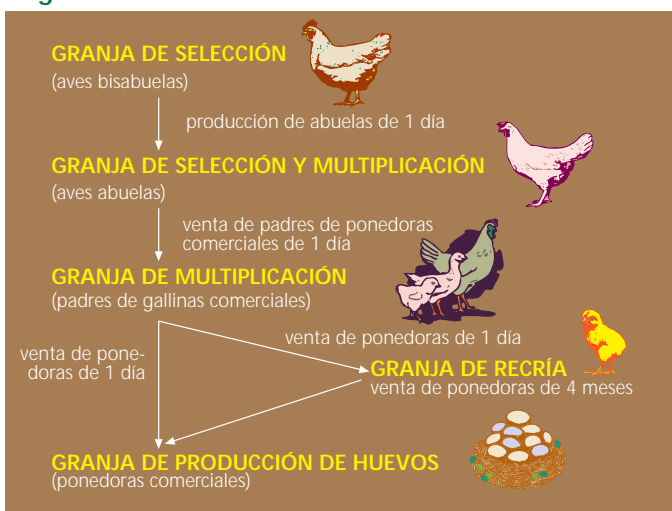 GRANJA DE SELECCIÓN
(aves bisabuelas)
producción de abuelas de 1 día
GRANJA DE SELECCIÓN Y MULTIPLICACIÓN
(aves abuelas)
venta de padres de ponedoras
comerciales de 1 día
GRANJA DE MULTIPLICACIÓN
(padres de gallinas comerciales)
venta de pone-
doras de 1 día
venta de ponedoras de 1 día
GRANJA DE RECRÍA
venta de ponedoras de 4 meses
GRANJA DE PRODUCCIÓN DE HUEVOS
(ponedoras comerciales)